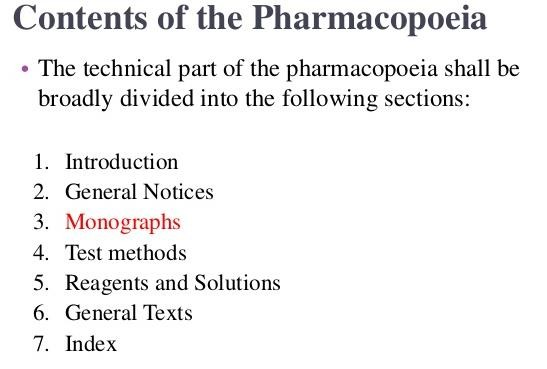 Contents of the Pharmacopoeia
• The technical part of the pharmacopoeia shall be
broadly divided into the following sections:
1. Introduction
2. General Notices
3. Monographs
4. Test methods
5. Reagents and Solutions
6. General Texts
7. Index